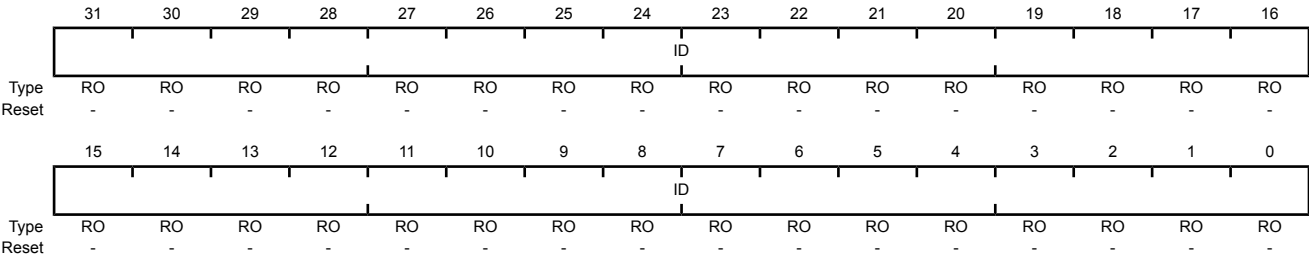 31 30 29 28 27 26 25 24 23 22 21 20 19 18 17 16
ID
Type RO RO RO RO RO RO RO RO RO RO RO RO RO RO RO RO
Reset - - - - - - - - - - - - - - - -
15 14 13 12 11 10 9 8 7 6 5 4 3 2 1 0
ID
Type RO RO RO RO RO RO RO RO RO RO RO RO RO RO RO RO
Reset - - - - - - - - - - - - - - - -